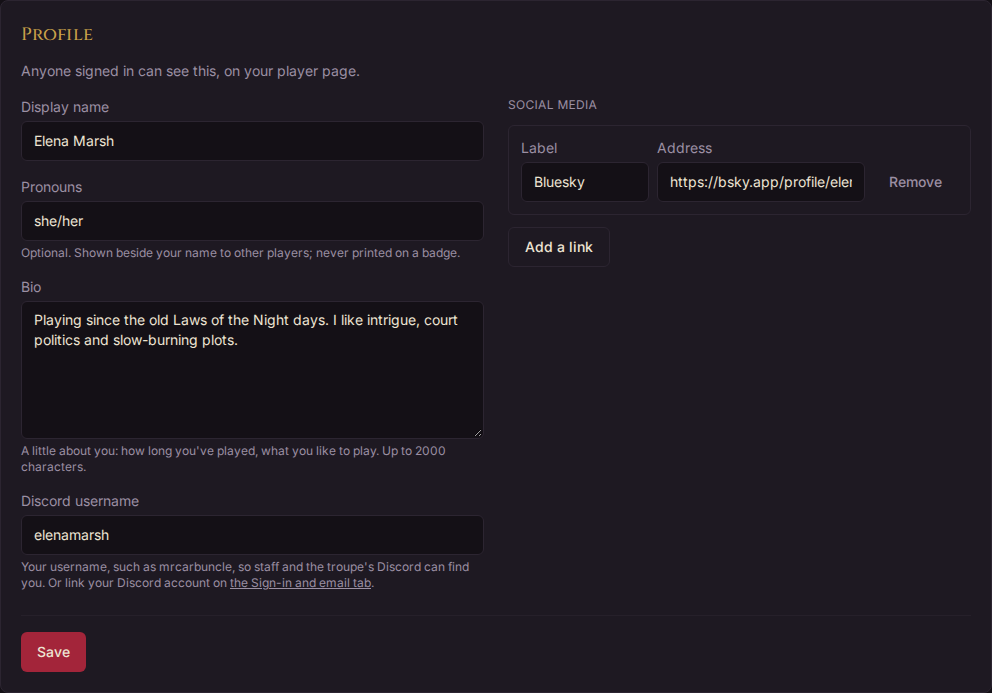 Profile
Anyone signed in can see this, on your player page.
Display name
Elena Marsh
Pronouns
she/her
Optional. Shown beside your name to other players; never printed on a badge.
Bio
Playing since the old Laws of the Night days. I like intrigue, court
politics and slow-burning plots.
A little about you: how long you've played, what you like to play. Up to 2000
characters.
Discord username
elenamarsh
Your username, such as mrcarbuncle, so staff and the troupe's Discord can find
you. Or link your Discord account on the Sign-in and email tab.
SOCIAL MEDIA
Label Address
Bluesky https://bsky.app/profile/eler Remove
Add a link
Save